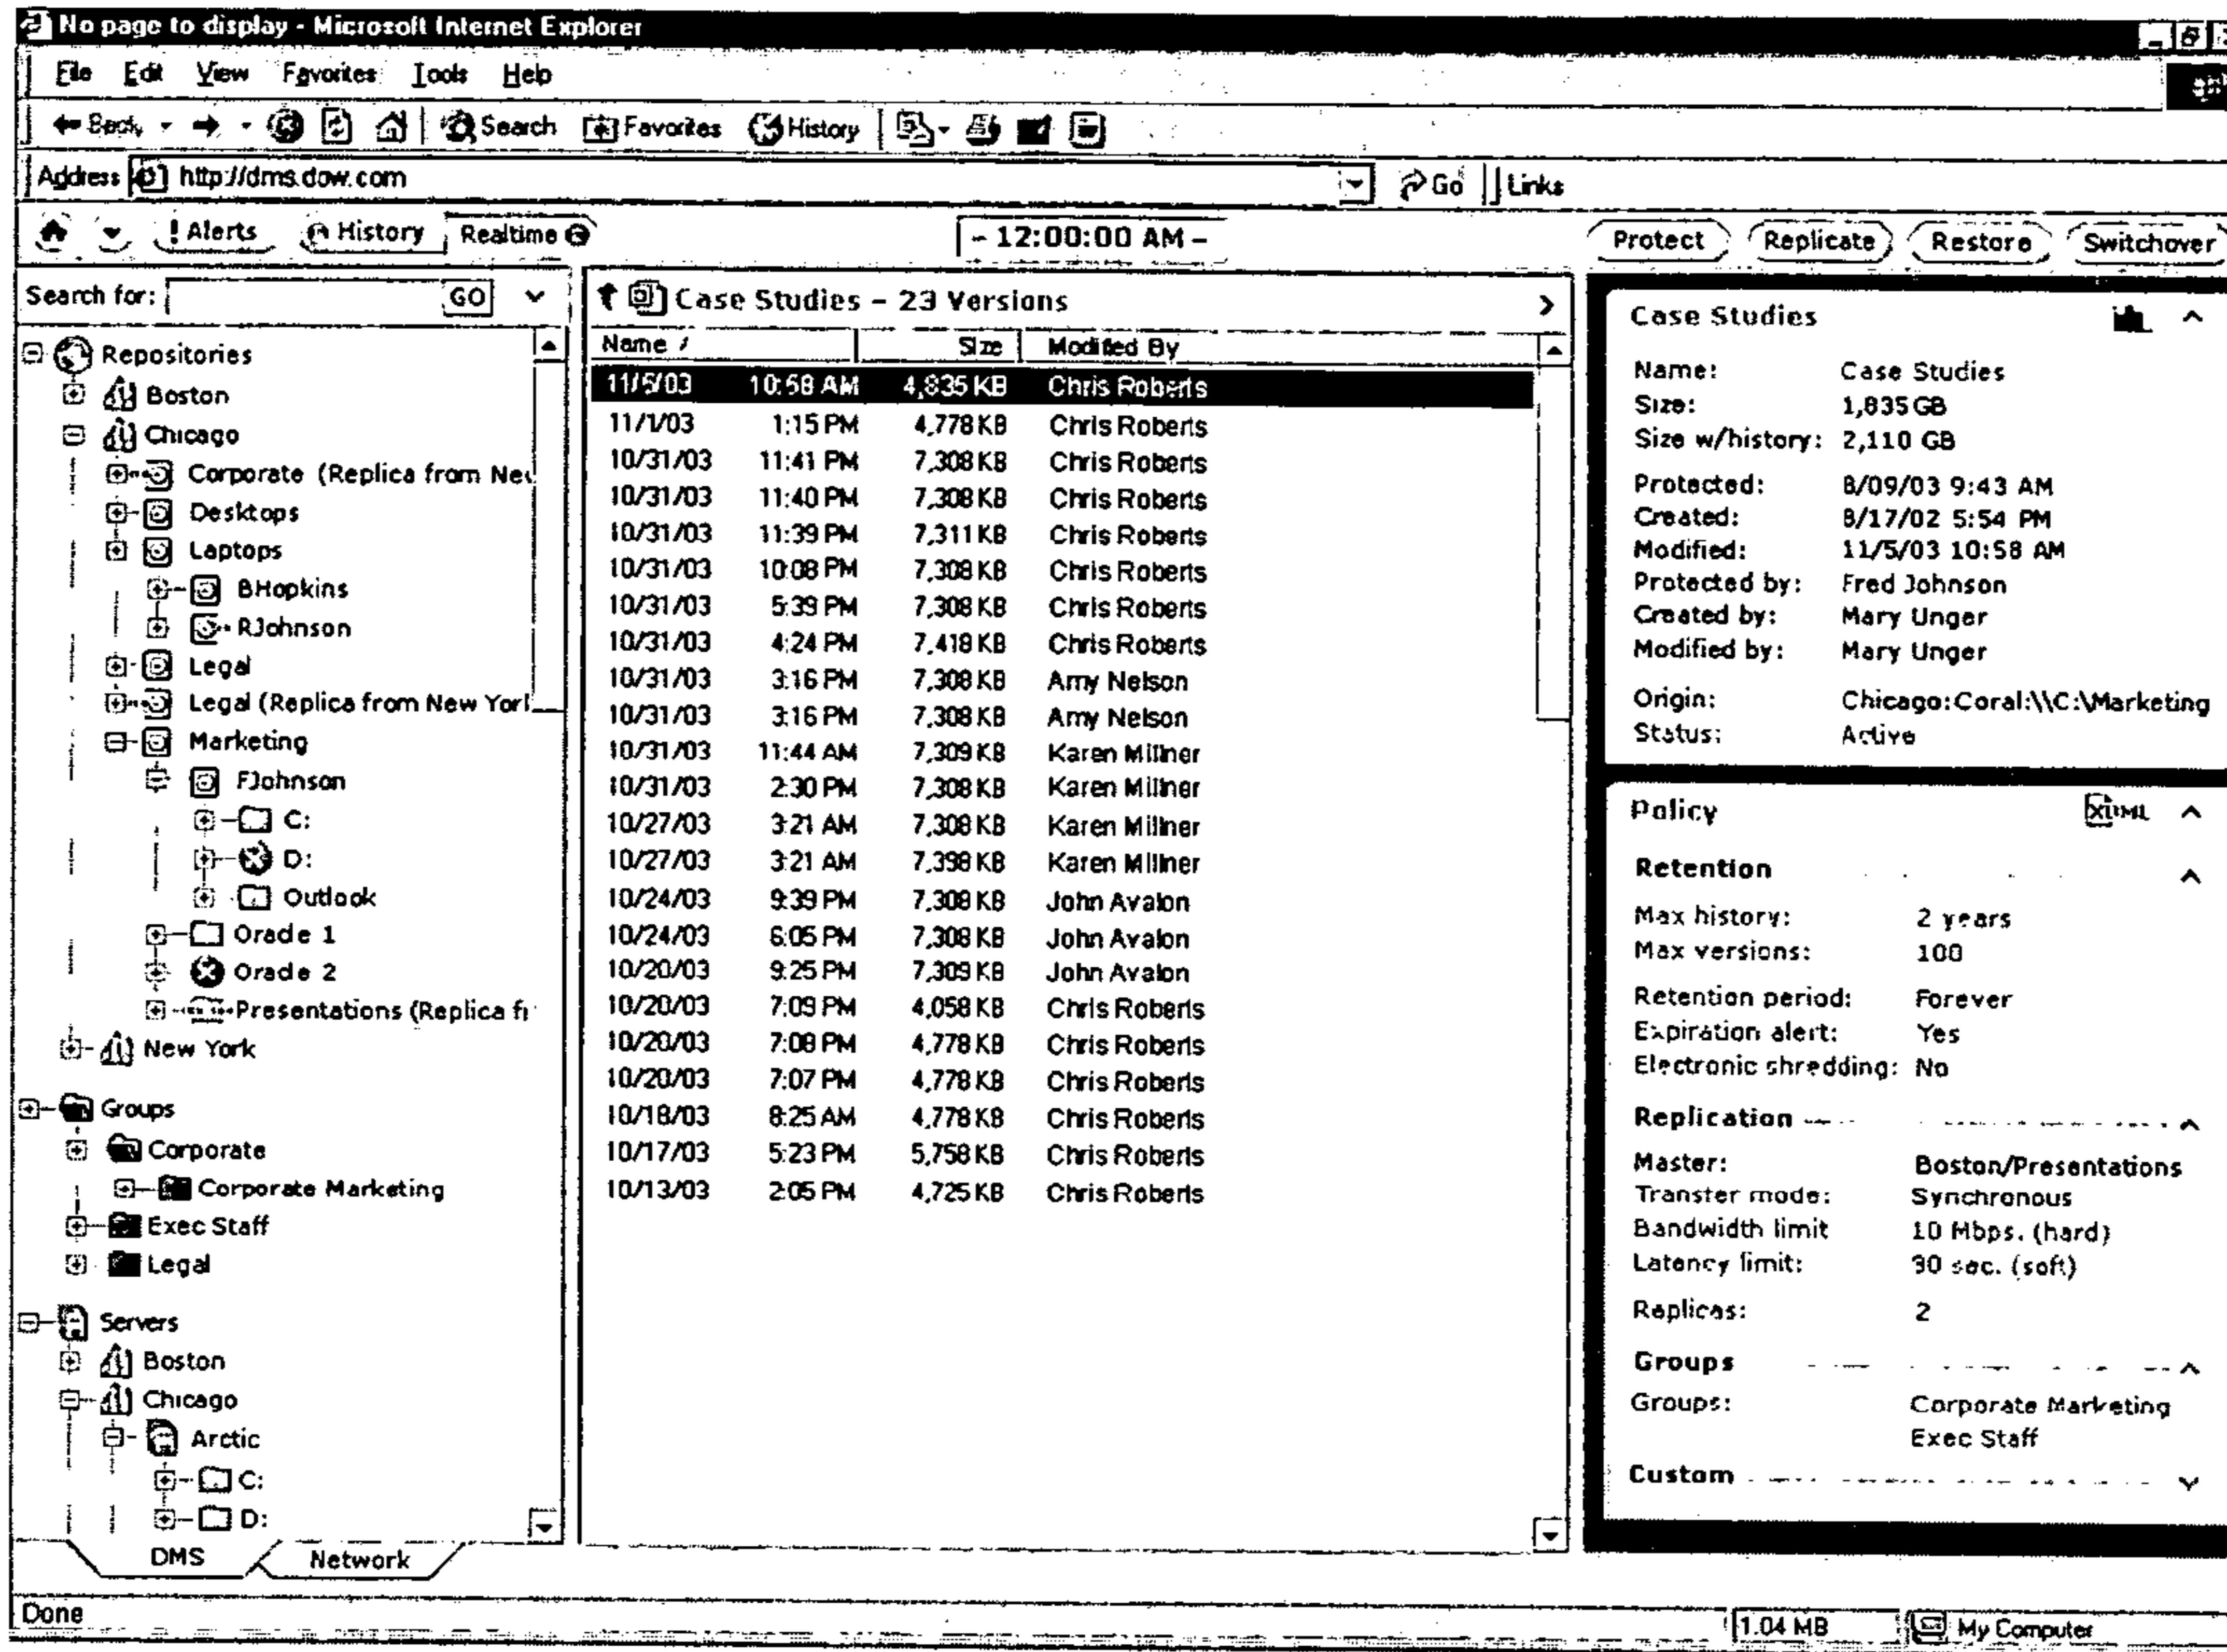 No page to display - Microsoft Internet Explorer
File Edit View Favorites Tools Help
Back Search Favorites History
Address http://dms.dow.com Go Links
! Alerts History Realtime - 12:00:00 AM - Protect Replicate Restore Switchover
Search for: GO
Repositories
Boston
Chicago
Corporate (Replica from Nev
Desktops
Laptops
BHopkins
RJohnson
Legal
Legal (Replica from New Yorl
Marketing
FJohnson
C:
D:
Outlook
Oracle 1
Oracle 2
Presentations (Replica fr
New York
Groups
Corporate
Corporate Marketing
Exec Staff
Legal
Servers
Boston
Chicago
Arctic
C:
D:
DMS Network
Case Studies - 23 Versions
Name / Size Modified By
11/5/03 10:58 AM 4,835 KB Chris Roberts
11/1/03 1:15 PM 4,778 KB Chris Roberts
10/31/03 11:41 PM 7,308 KB Chris Roberts
10/31/03 11:40 PM 7,308 KB Chris Roberts
10/31/03 11:39 PM 7,311 KB Chris Roberts
10/31/03 10:08 PM 7,308 KB Chris Roberts
10/31/03 5:39 PM 7,308 KB Chris Roberts
10/31/03 4:24 PM 7,418 KB Chris Roberts
10/31/03 3:16 PM 7,308 KB Amy Nelson
10/31/03 3:16 PM 7,308 KB Amy Nelson
10/31/03 11:44 AM 7,309 KB Karen Millner
10/31/03 2:30 PM 7,308 KB Karen Millner
10/27/03 3:21 AM 7,308 KB Karen Millner
10/27/03 3:21 AM 7,398 KB Karen Millner
10/24/03 9:39 PM 7,308 KB John Avalon
10/24/03 6:05 PM 7,308 KB John Avalon
10/20/03 9:25 PM 7,309 KB John Avalon
10/20/03 7:09 PM 4,058 KB Chris Roberts
10/20/03 7:08 PM 4,778 KB Chris Roberts
10/20/03 7:07 PM 4,778 KB Chris Roberts
10/18/03 8:25 AM 4,778 KB Chris Roberts
10/17/03 5:23 PM 5,758 KB Chris Roberts
10/13/03 2:05 PM 4,725 KB Chris Roberts
Case Studies
Name: Case Studies
Size: 1,835 GB
Size w/history: 2,110 GB
Protected: 8/09/03 9:43 AM
Created: 8/17/02 5:54 PM
Modified: 11/5/03 10:58 AM
Protected by: Fred Johnson
Created by: Mary Unger
Modified by: Mary Unger
Origin: Chicago:Coral:\\C:\Marketing
Status: Active
Policy
Retention
Max history: 2 years
Max versions: 100
Retention period: Forever
Expiration alert: Yes
Electronic shredding: No
Replication
Master: Boston/Presentations
Transfer mode: Synchronous
Bandwidth limit 10 Mbps. (hard)
Latency limit: 30 sec. (soft)
Replicas: 2
Groups
Groups: Corporate Marketing
Exec Staff
Custom
Done 1.04 MB My Computer